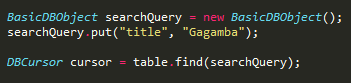 BasicDBObject searchQuery = new BasicDBObject();
searchQuery.put("title", "Gagamba");
DBCursor cursor = table.find(searchQuery);